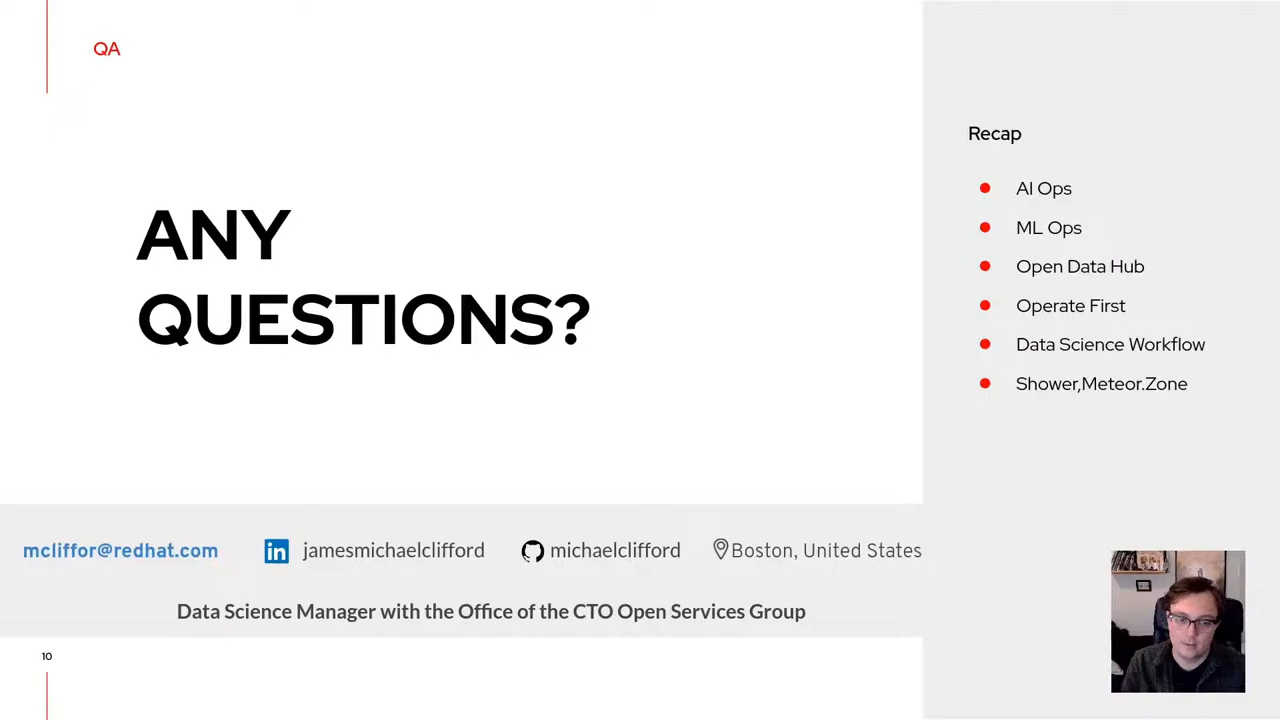 QA
ANY
QUESTIONS?
Recap
AI Ops
ML Ops
Open Data Hub
Operate First
Data Science Workflow
Shower,Meteor.Zone
mcliffor@redhat.com
in jamesmichaelclifford
michaelclifford
Boston, United States
Data Science Manager with the Office of the CTO Open Services Group
10